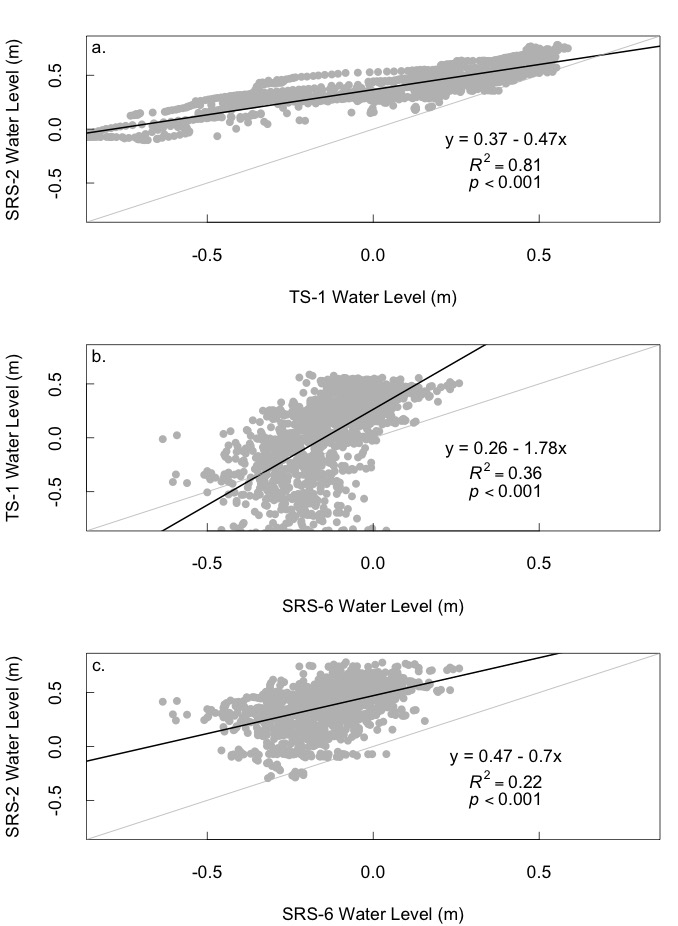 a.
SRS-2 Water Level (m)
0.5
0.0
-0.5
y = 0.37 - 0.47x
R² = 0.81
p < 0.001
-0.5 0.0 0.5
TS-1 Water Level (m)
b.
TS-1 Water Level (m)
0.5
0.0
-0.5
y = 0.26 - 1.78x
R² = 0.36
p < 0.001
-0.5 0.0 0.5
SRS-6 Water Level (m)
c.
SRS-2 Water Level (m)
0.5
0.0
-0.5
y = 0.47 - 0.7x
R² = 0.22
p < 0.001
-0.5 0.0 0.5
SRS-6 Water Level (m)